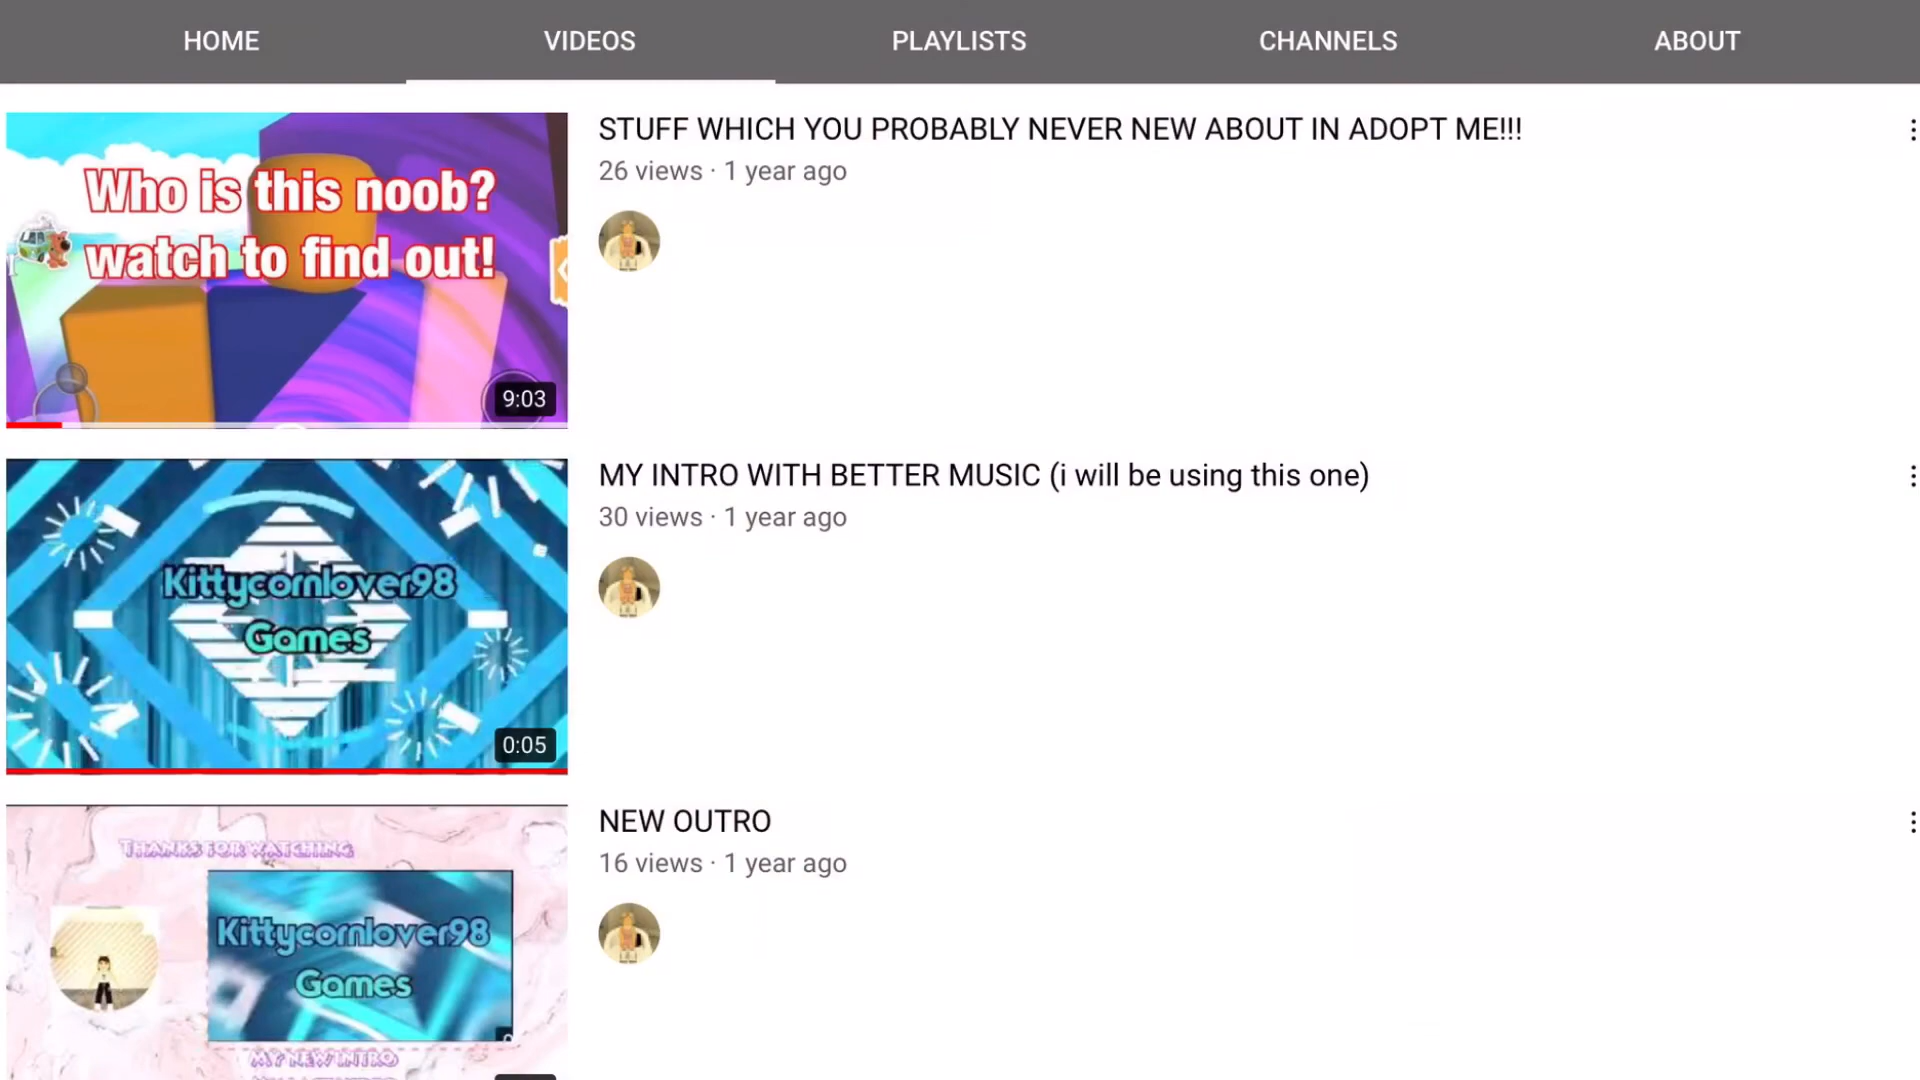 HOME VIDEOS PLAYLISTS CHANNELS ABOUT
Who is this noob?
watch to find out!
9:03
STUFF WHICH YOU PROBABLY NEVER NEW ABOUT IN ADOPT ME!!!
26 views · 1 year ago
Kittycornlover98
Games
0:05
MY INTRO WITH BETTER MUSIC (i will be using this one)
30 views · 1 year ago
THANKS FOR WATCHING
Kittycornlover98
Games
MY NEW INTRO
NEW OUTRO
16 views · 1 year ago